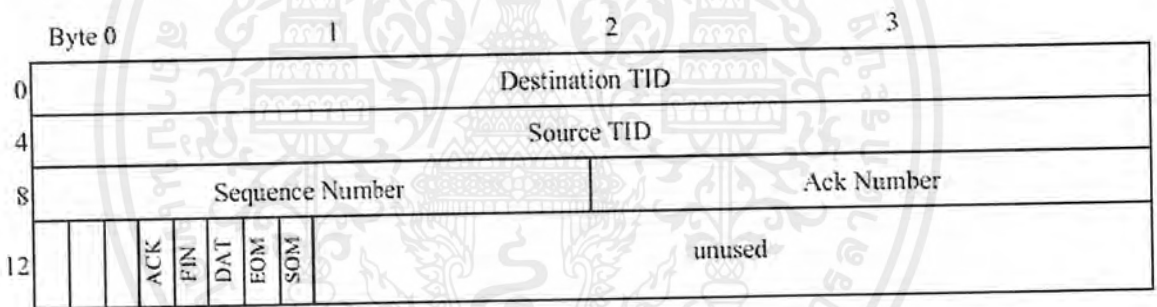 Byte 0 1 2 3
0 Destination TID
4 Source TID
8 Sequence Number Ack Number
12 ACK FIN DAT EOM SOM unused